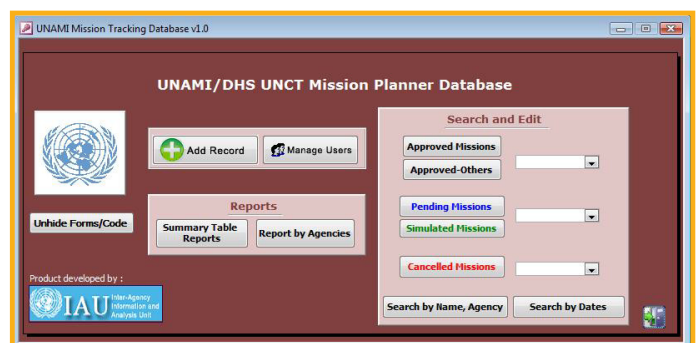 UNAMI Mission Tracking Database v1.0
UNAMI/DHS UNCT Mission Planner Database
Add Record
Manage Users
Reports
Summary Table
Reports
Report by Agencies
Unhide Forms/Code
Product developed by :
IAU
Inter-Agency
Information and
Analysis Unit
Search and Edit
Approved Missions
Approved-Others
Pending Missions
Simulated Missions
Cancelled Missions
Search by Name, Agency
Search by Dates